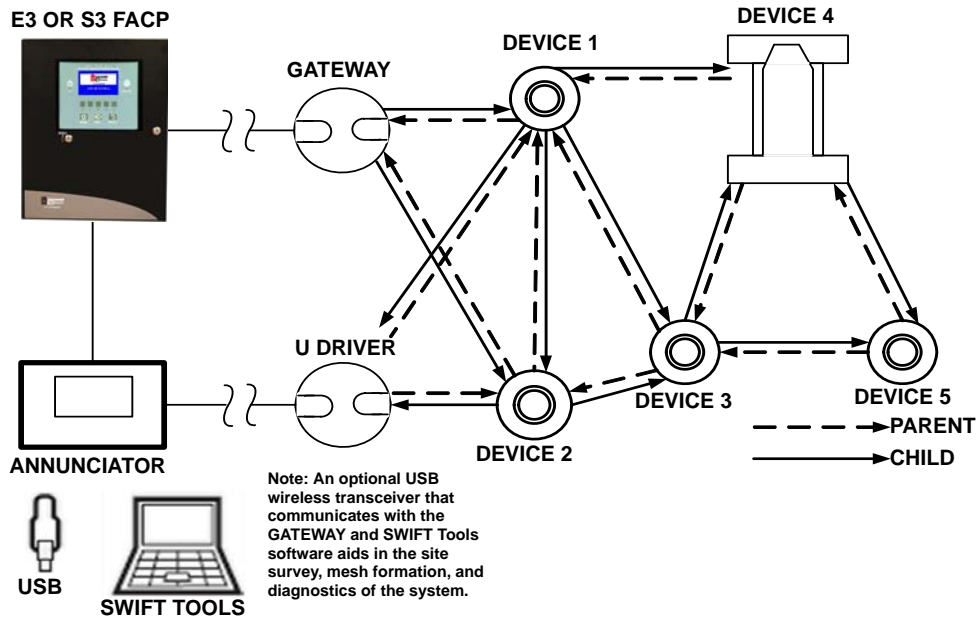 E3 OR S3 FACP
GATEWAY
DEVICE 1
DEVICE 4
U DRIVER
DEVICE 2
DEVICE 3
DEVICE 5
PARENT
CHILD
ANNUNCIATOR
USB
SWIFT TOOLS
Note: An optional USB
wireless transceiver that
communicates with the
GATEWAY and SWIFT Tools
software aids in the site
survey, mesh formation, and
diagnostics of the system.